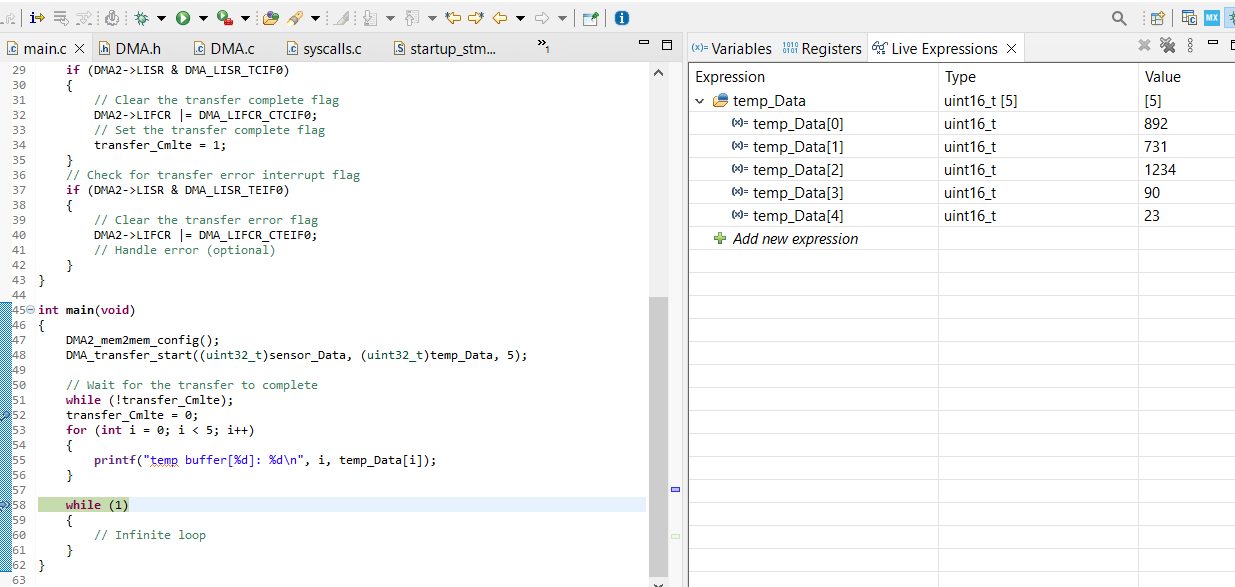 main.c
DMA.h
DMA.c
syscalls.c
startup_stm...
»1
29 if (DMA2->LISR & DMA_LISR_TCIF0)
30 {
31 // Clear the transfer complete flag
32 DMA2->LIFCR |= DMA_LIFCR_CTCIF0;
33 // Set the transfer complete flag
34 transfer_Cmlte = 1;
35 }
36 // Check for transfer error interrupt flag
37 if (DMA2->LISR & DMA_LISR_TEIF0)
38 {
39 // Clear the transfer error flag
40 DMA2->LIFCR |= DMA_LIFCR_CTEIF0;
41 // Handle error (optional)
42 }
43 }
44
45 int main(void)
46 {
47 DMA2_mem2mem_config();
48 DMA_transfer_start((uint32_t)sensor_Data, (uint32_t)temp_Data, 5);
49
50 // Wait for the transfer to complete
51 while (!transfer_Cmlte);
52 transfer_Cmlte = 0;
53 for (int i = 0; i < 5; i++)
54 {
55 printf("temp buffer[%d]: %d\n", i, temp_Data[i]);
56 }
57
58 while (1)
59 {
60 // Infinite loop
61 }
62 }
63
MX
(x)= Variables
1010 0101 Registers
Live Expressions
Expression Type Value
temp_Data uint16_t [5] [5]
(x)= temp_Data[0] uint16_t 892
(x)= temp_Data[1] uint16_t 731
(x)= temp_Data[2] uint16_t 1234
(x)= temp_Data[3] uint16_t 90
(x)= temp_Data[4] uint16_t 23
Add new expression